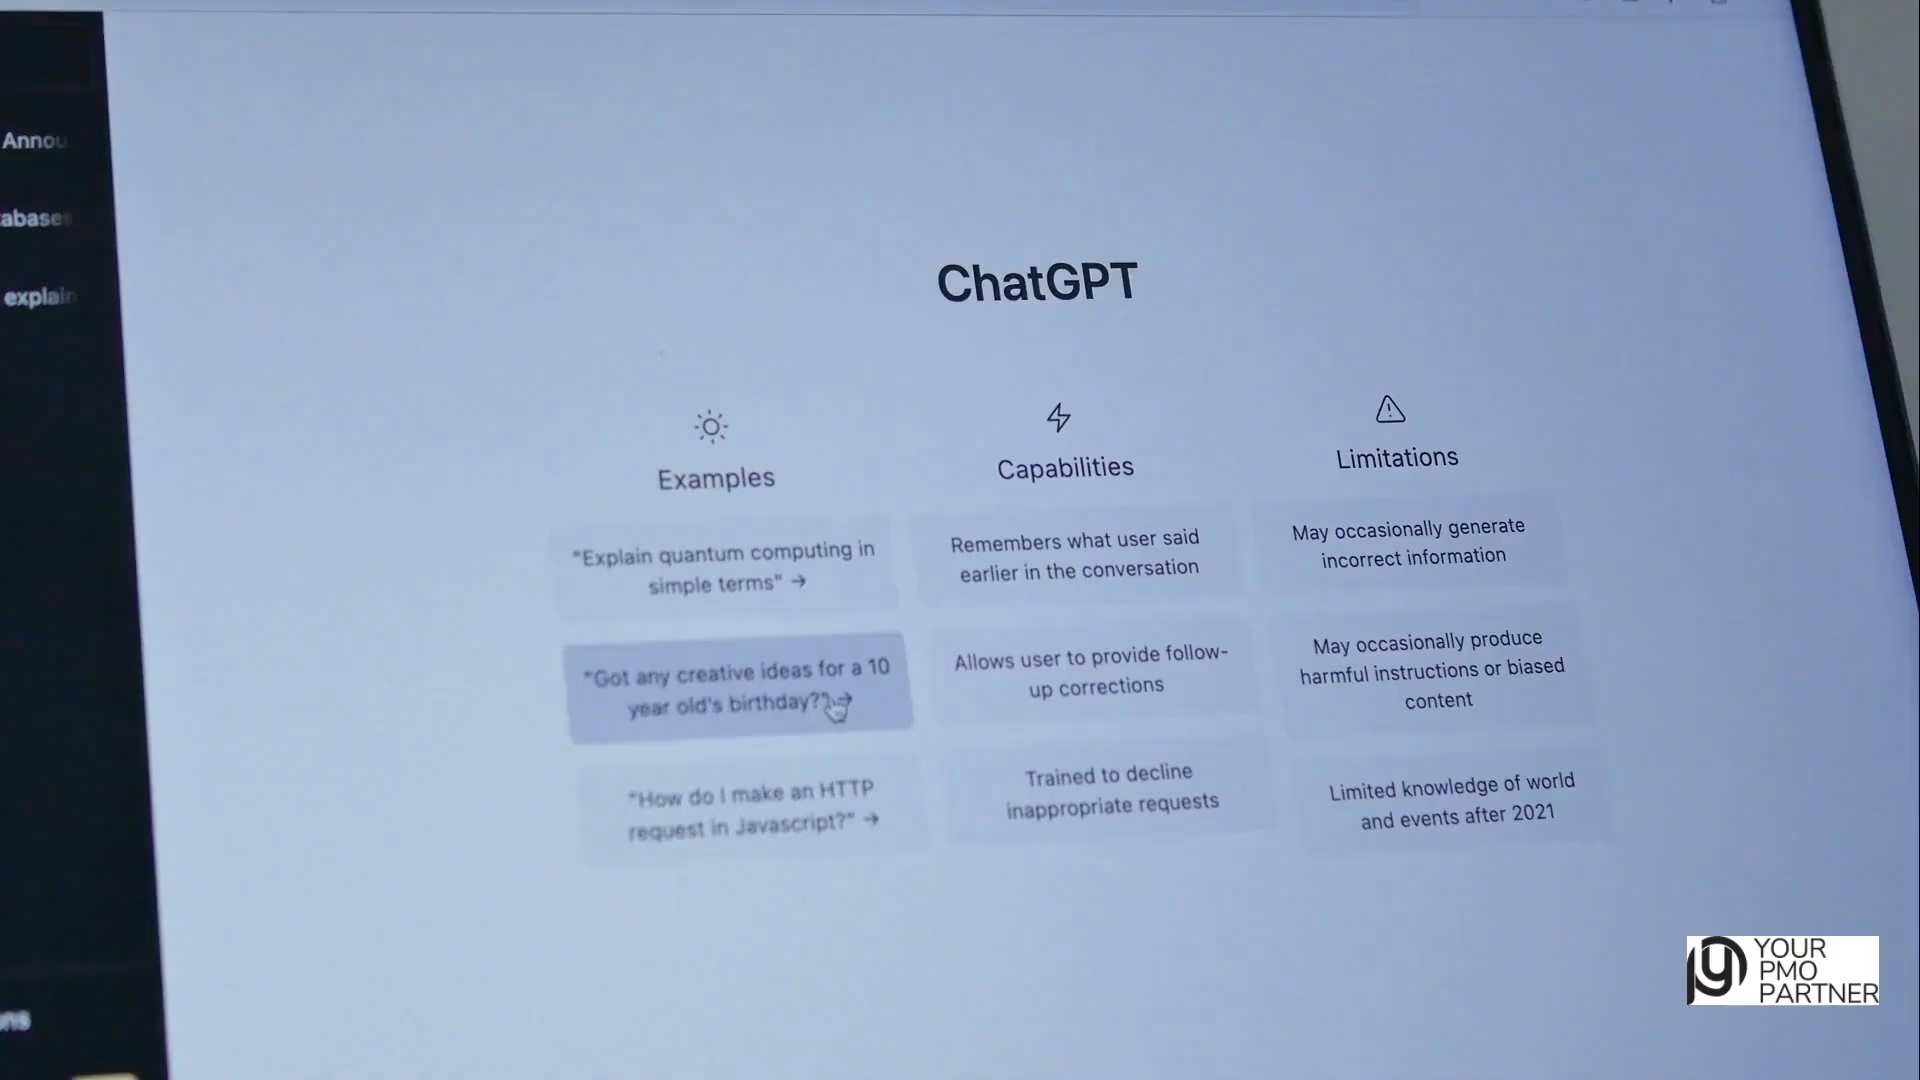 Annou
abases
explain
ChatGPT
Examples
"Explain quantum computing in
simple terms" →
"Got any creative ideas for a 10
year old's birthday?" →
"How do I make an HTTP
request in Javascript?" →
Capabilities
Remembers what user said
earlier in the conversation
Allows user to provide follow-
up corrections
Trained to decline
inappropriate requests
Limitations
May occasionally generate
incorrect information
May occasionally produce
harmful instructions or biased
content
Limited knowledge of world
and events after 2021
YOUR
PMO
PARTNER